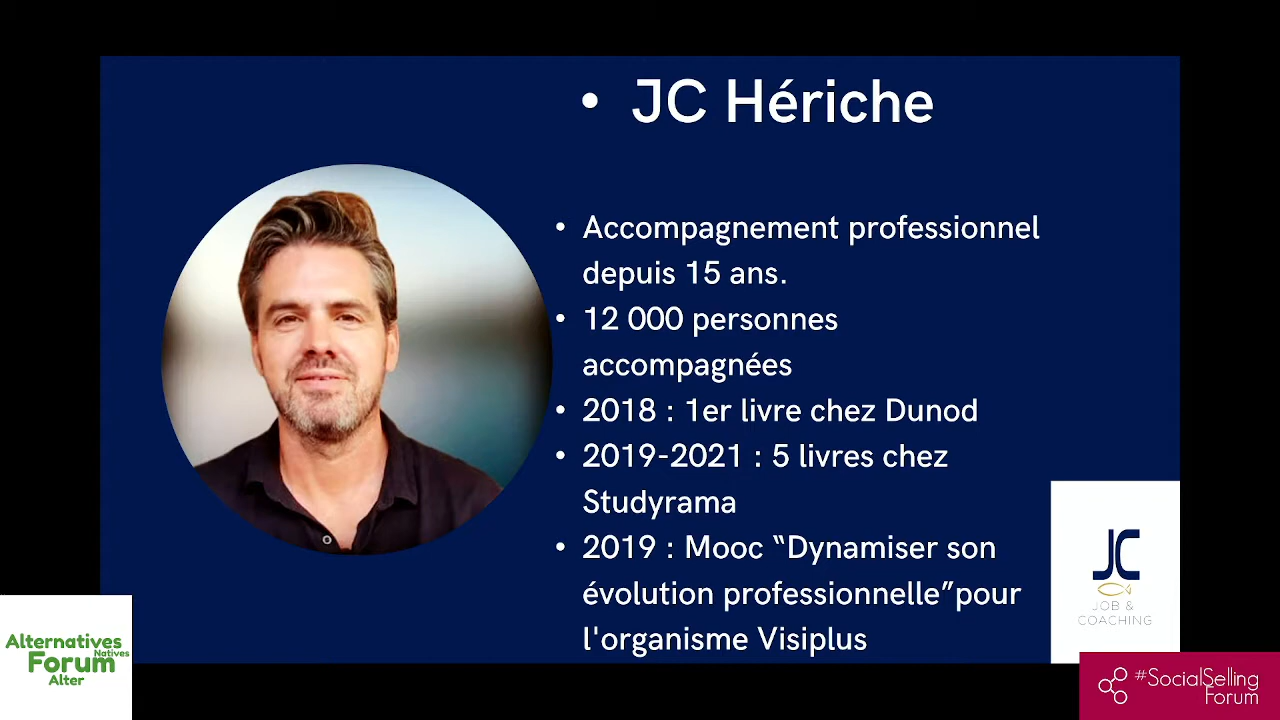 • JC Hériche
• Accompagnement professionnel
depuis 15 ans.
• 12 000 personnes
accompagnées
• 2018 : 1er livre chez Dunod
• 2019-2021 : 5 livres chez
Studyrama
• 2019 : Mooc “Dynamiser son
évolution professionnelle”pour
l'organisme Visiplus
JC
JOB &
COACHING
Alternatives
Natives
Forum
Alter
#SocialSelling
Forum